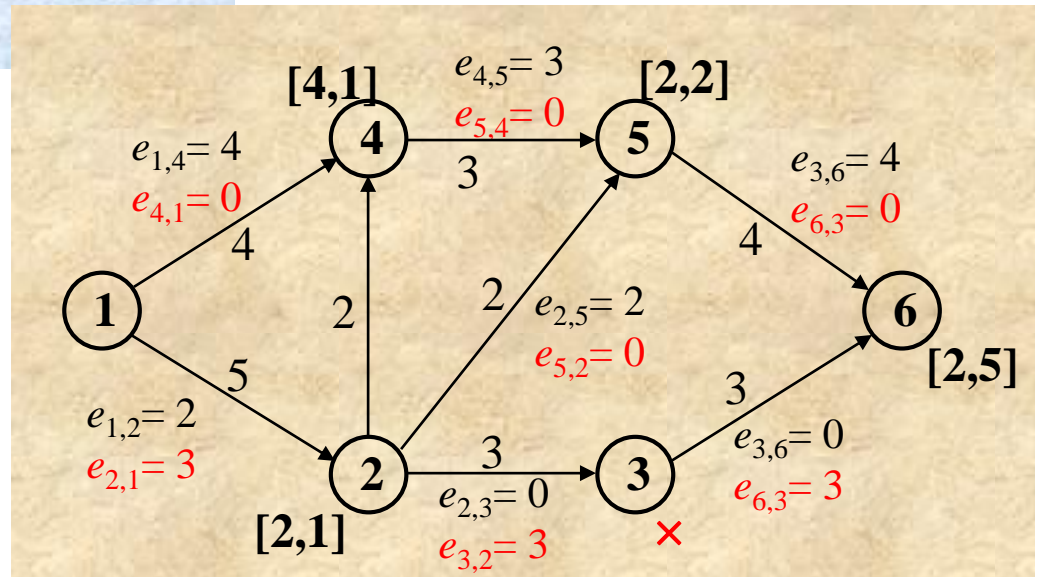 e4,5= 3
[4,1]
e5,4= 0
[2,2]
4
5
e1,4= 4
e4,1= 0
3
e3,6= 4
e6,3= 0
4
4
1
2
2
e2,5= 2
e5,2= 0
6
[2,5]
5
e1,2= 2
e2,1= 3
3
e3,6= 0
e6,3= 3
2
3
3
e2,3= 0
e3,2= 3
[2,1]
×